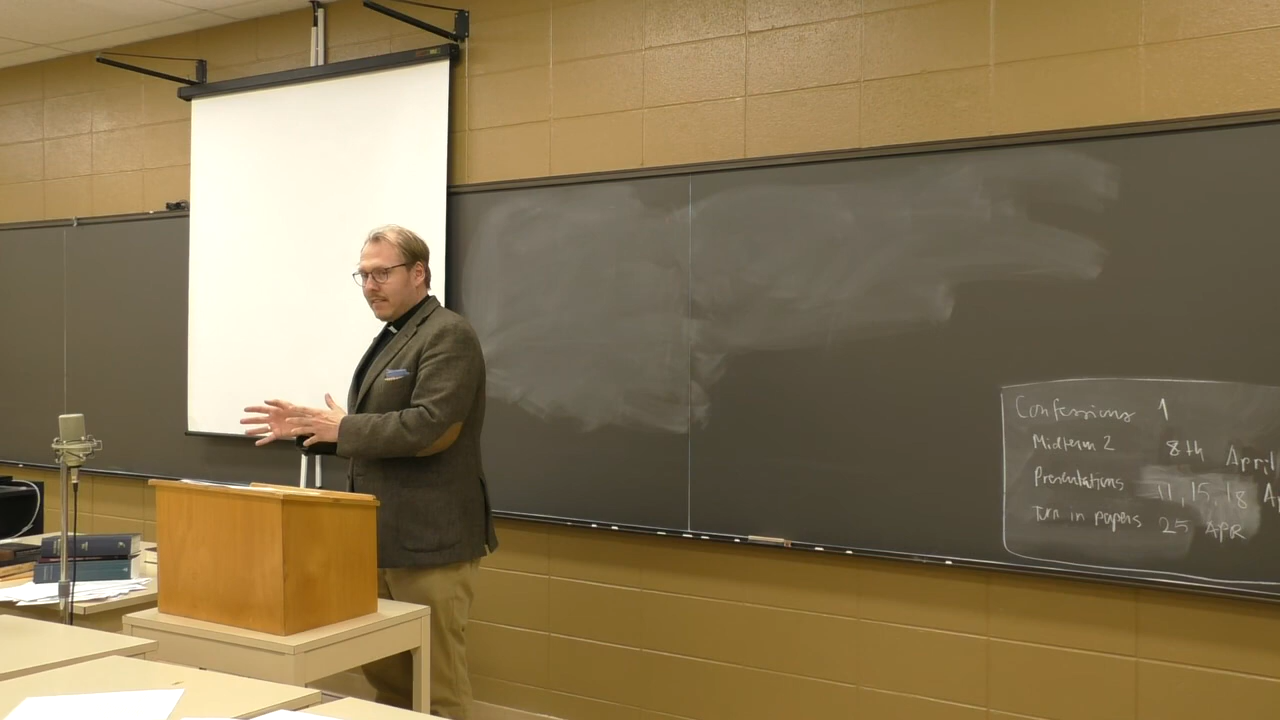 Confessions 1
Midterm 2 8th April
Presentations 11, 15, 18 A
Turn in papers 25 APR